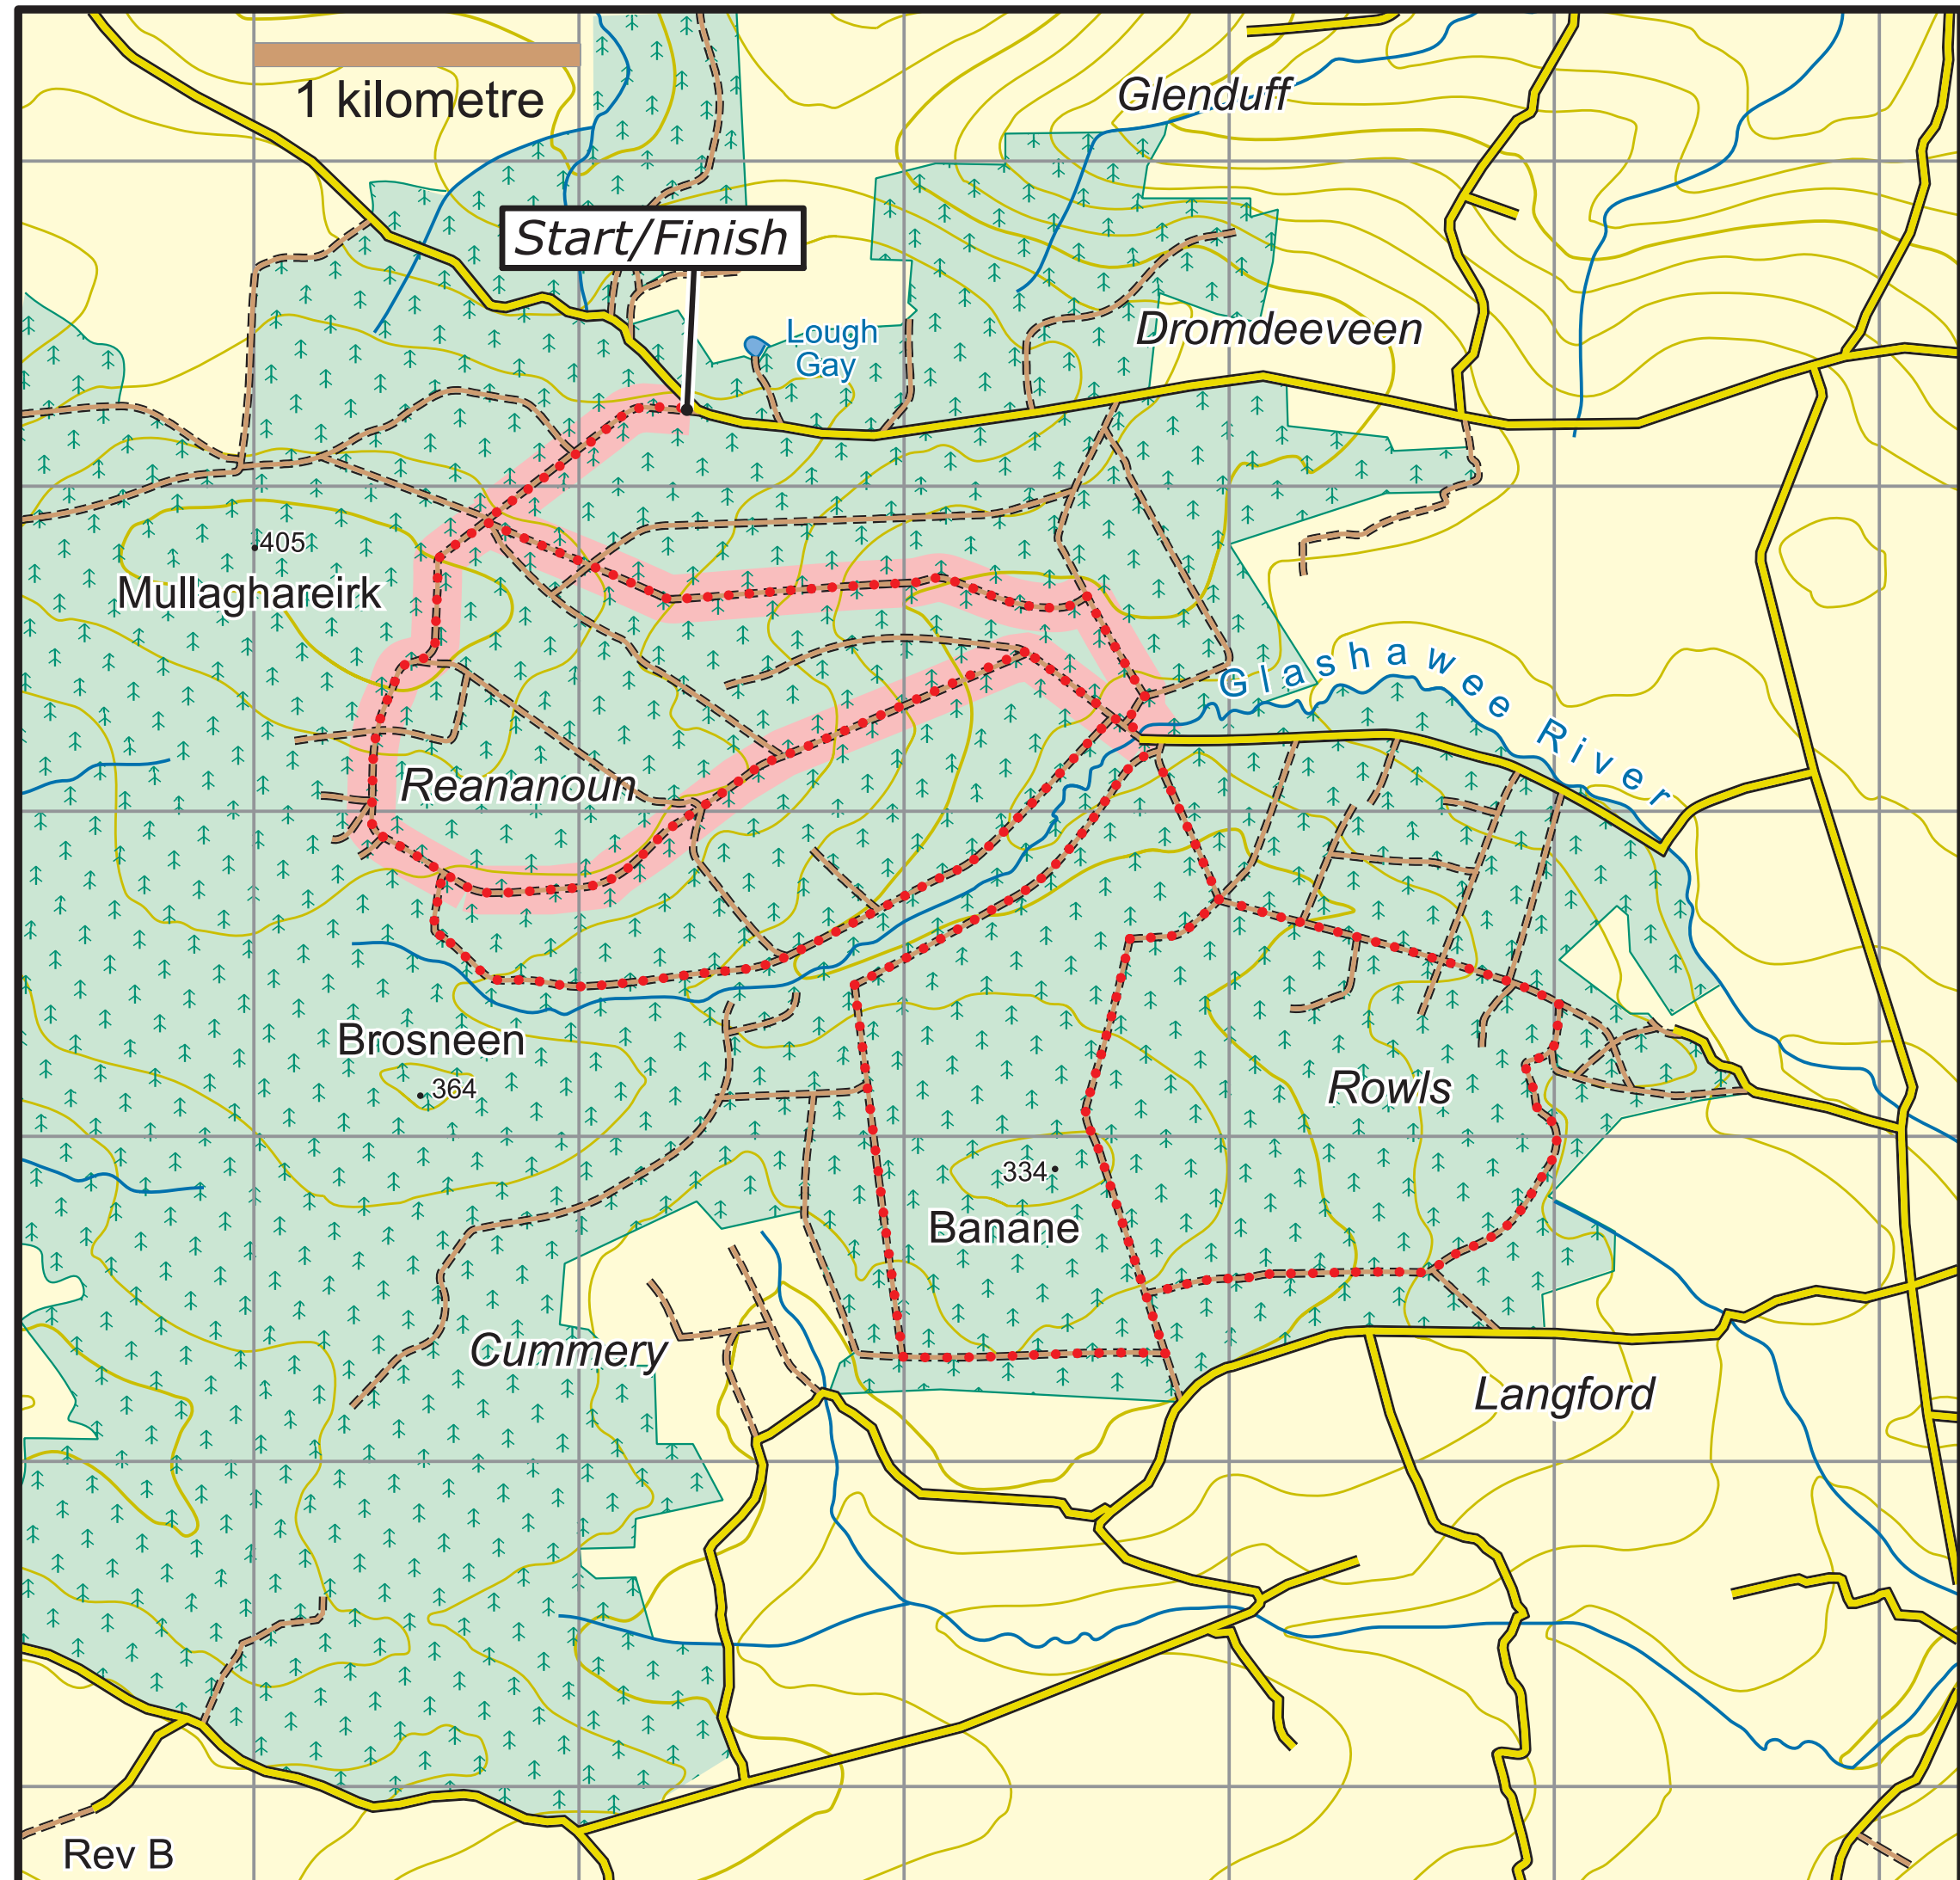 1 kilometre
Glenduff
Start/Finish
Lough
Gay
Dromdeeveen
405
Mullaghareirk
Glashawee River
Reananoun
Brosneen
364
Rowls
334
Banane
Cummery
Langford
Rev B